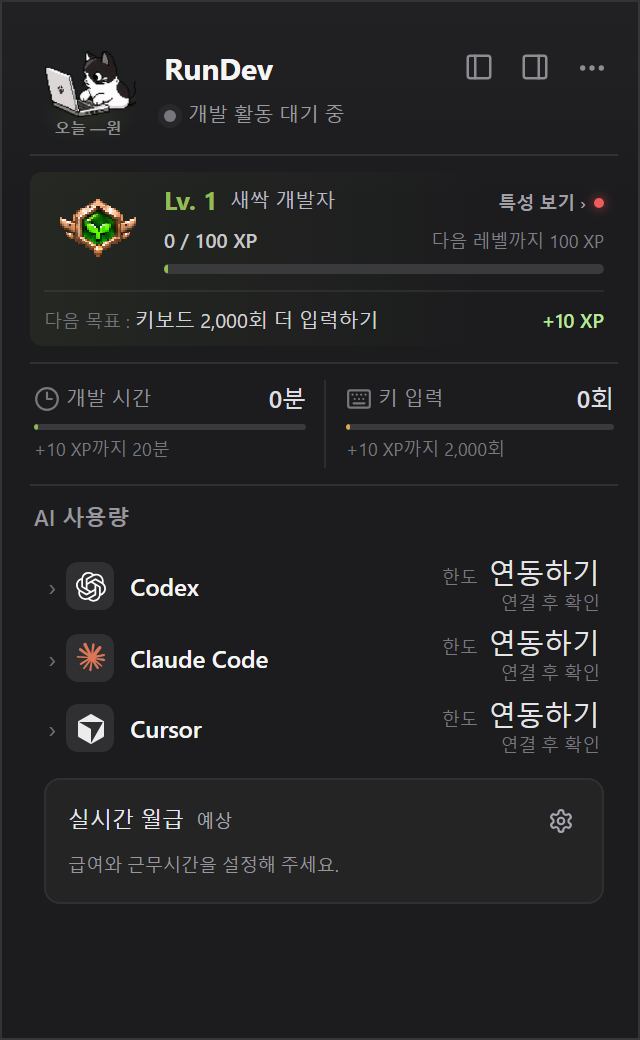 RunDev
개발 활동 대기 중
오늘 —원
Lv. 1 새싹 개발자
특성 보기 ›
0 / 100 XP
다음 레벨까지 100 XP
다음 목표 : 키보드 2,000회 더 입력하기
+10 XP
개발 시간
0분
+10 XP까지 20분
키 입력
0회
+10 XP까지 2,000회
AI 사용량
Codex
한도 연동하기
연결 후 확인
Claude Code
한도 연동하기
연결 후 확인
Cursor
한도 연동하기
연결 후 확인
실시간 월급 예상
급여와 근무시간을 설정해 주세요.